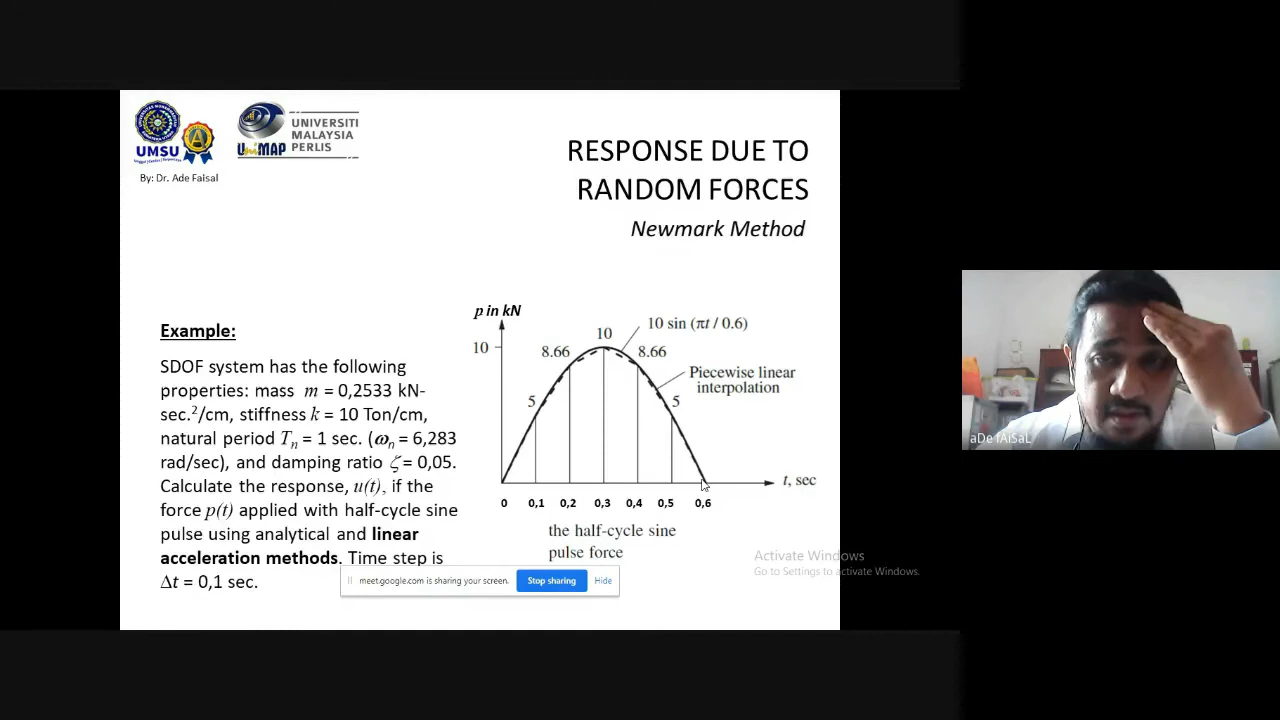 UMSU
A
UniMAP
UNIVERSITI
MALAYSIA
PERLIS
By: Dr. Ade Faisal
RESPONSE DUE TO
RANDOM FORCES
Newmark Method
Example:
SDOF system has the following
properties: mass m = 0,2533 kN-
sec.²/cm, stiffness k = 10 Ton/cm,
natural period Tₙ = 1 sec. (ωₙ = 6,283
rad/sec), and damping ratio ζ = 0,05.
Calculate the response, u(t), if the
force p(t) applied with half-cycle sine
pulse using analytical and linear
acceleration methods. Time step is
Δt = 0,1 sec.
p in kN
10 sin (πt / 0.6)
10
10
8.66
8.66
Piecewise linear
interpolation
5
5
t, sec
0 0,1 0,2 0,3 0,4 0,5 0,6
the half-cycle sine
pulse force
meet.google.com is sharing your screen.
Stop sharing
Hide
Activate Windows
Go to Settings to activate Windows.
aDe fAiSaL